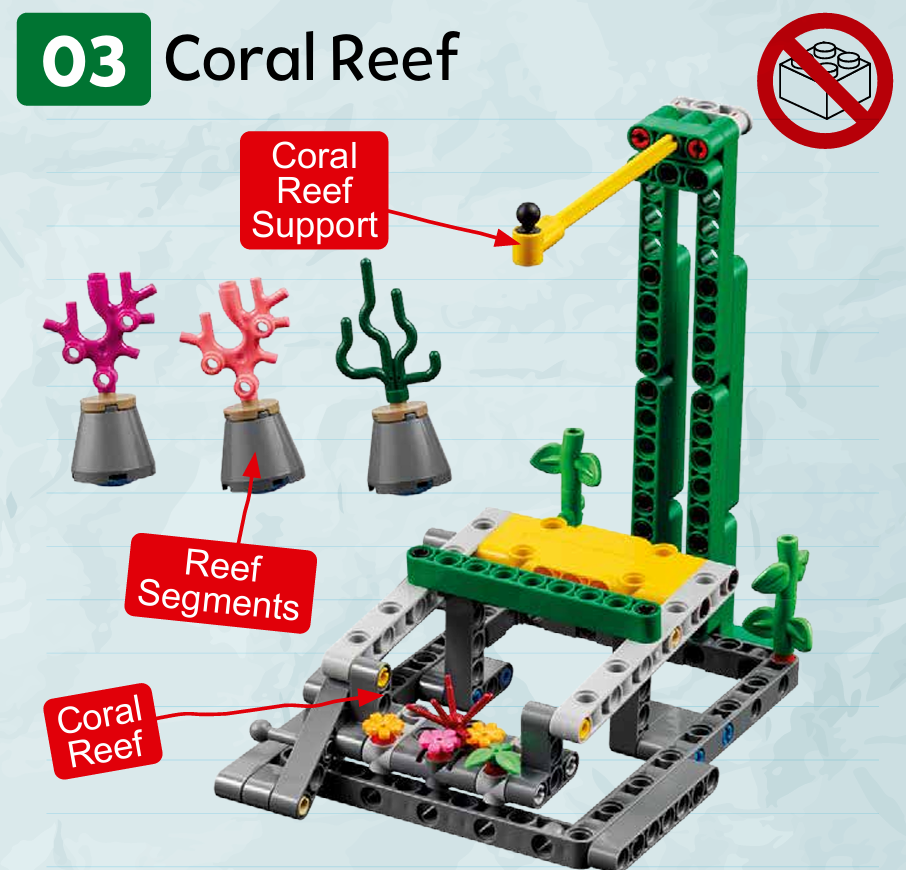 03 Coral Reef
Coral
Reef
Support
Reef
Segments
Coral
Reef